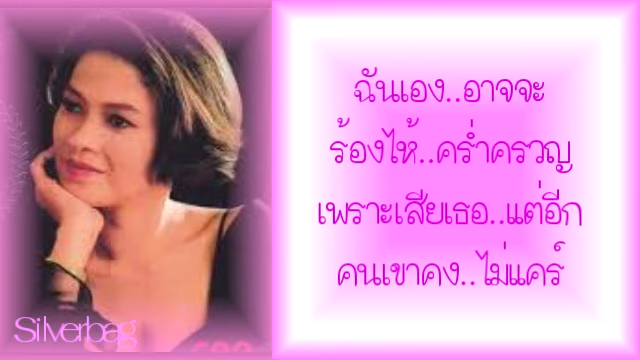 ฉันเอง..อาจจะ
ร้องไห้..คร่ำครวญ
เพราะเสียเธอ..แต่อีก
คนเขาคง..ไม่แคร์
Silverbag